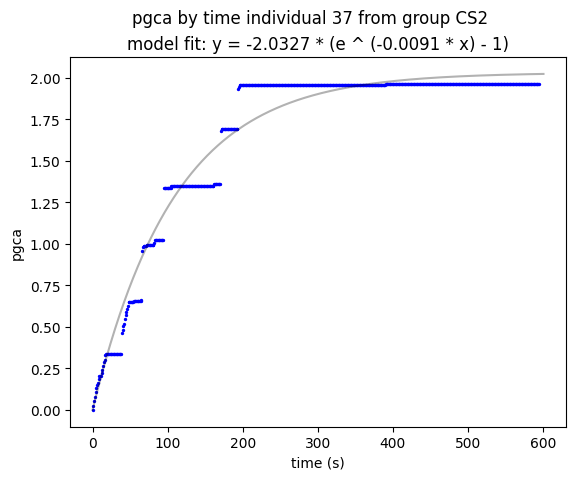 pgca by time individual 37 from group CS2
model fit: y = -2.0327 * (e ^ (-0.0091 * x) - 1)
2.00
1.75
1.50
1.25
1.00
0.75
0.50
0.25
0.00
pgca
0 100 200 300 400 500 600
time (s)